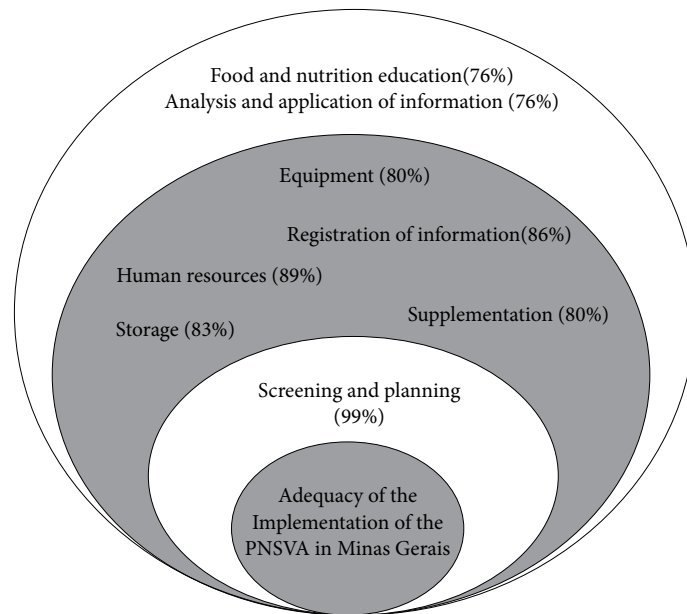 Food and nutrition education(76%)
Analysis and application of information (76%)
Equipment (80%)
Registration of information(86%)
Human resources (89%)
Supplementation (80%)
Storage (83%)
Screening and planning
(99%)
Adequacy of the
Implementation of the
PNSVA in Minas Gerais